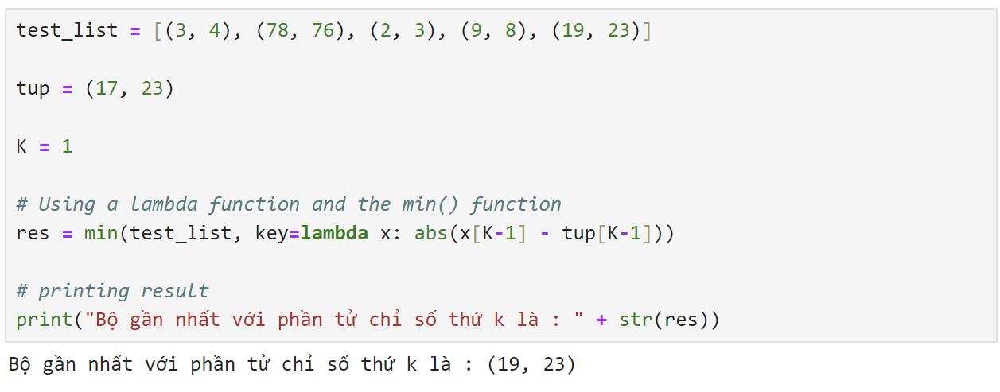 test_list = [(3, 4), (78, 76), (2, 3), (9, 8), (19, 23)]
tup = (17, 23)
K = 1
# Using a lambda function and the min() function
res = min(test_list, key=lambda x: abs(x[K-1] - tup[K-1]))
# printing result
print("Bộ gần nhất với phần tử chỉ số thứ k là : " + str(res))
Bộ gần nhất với phần tử chỉ số thứ k là : (19, 23)